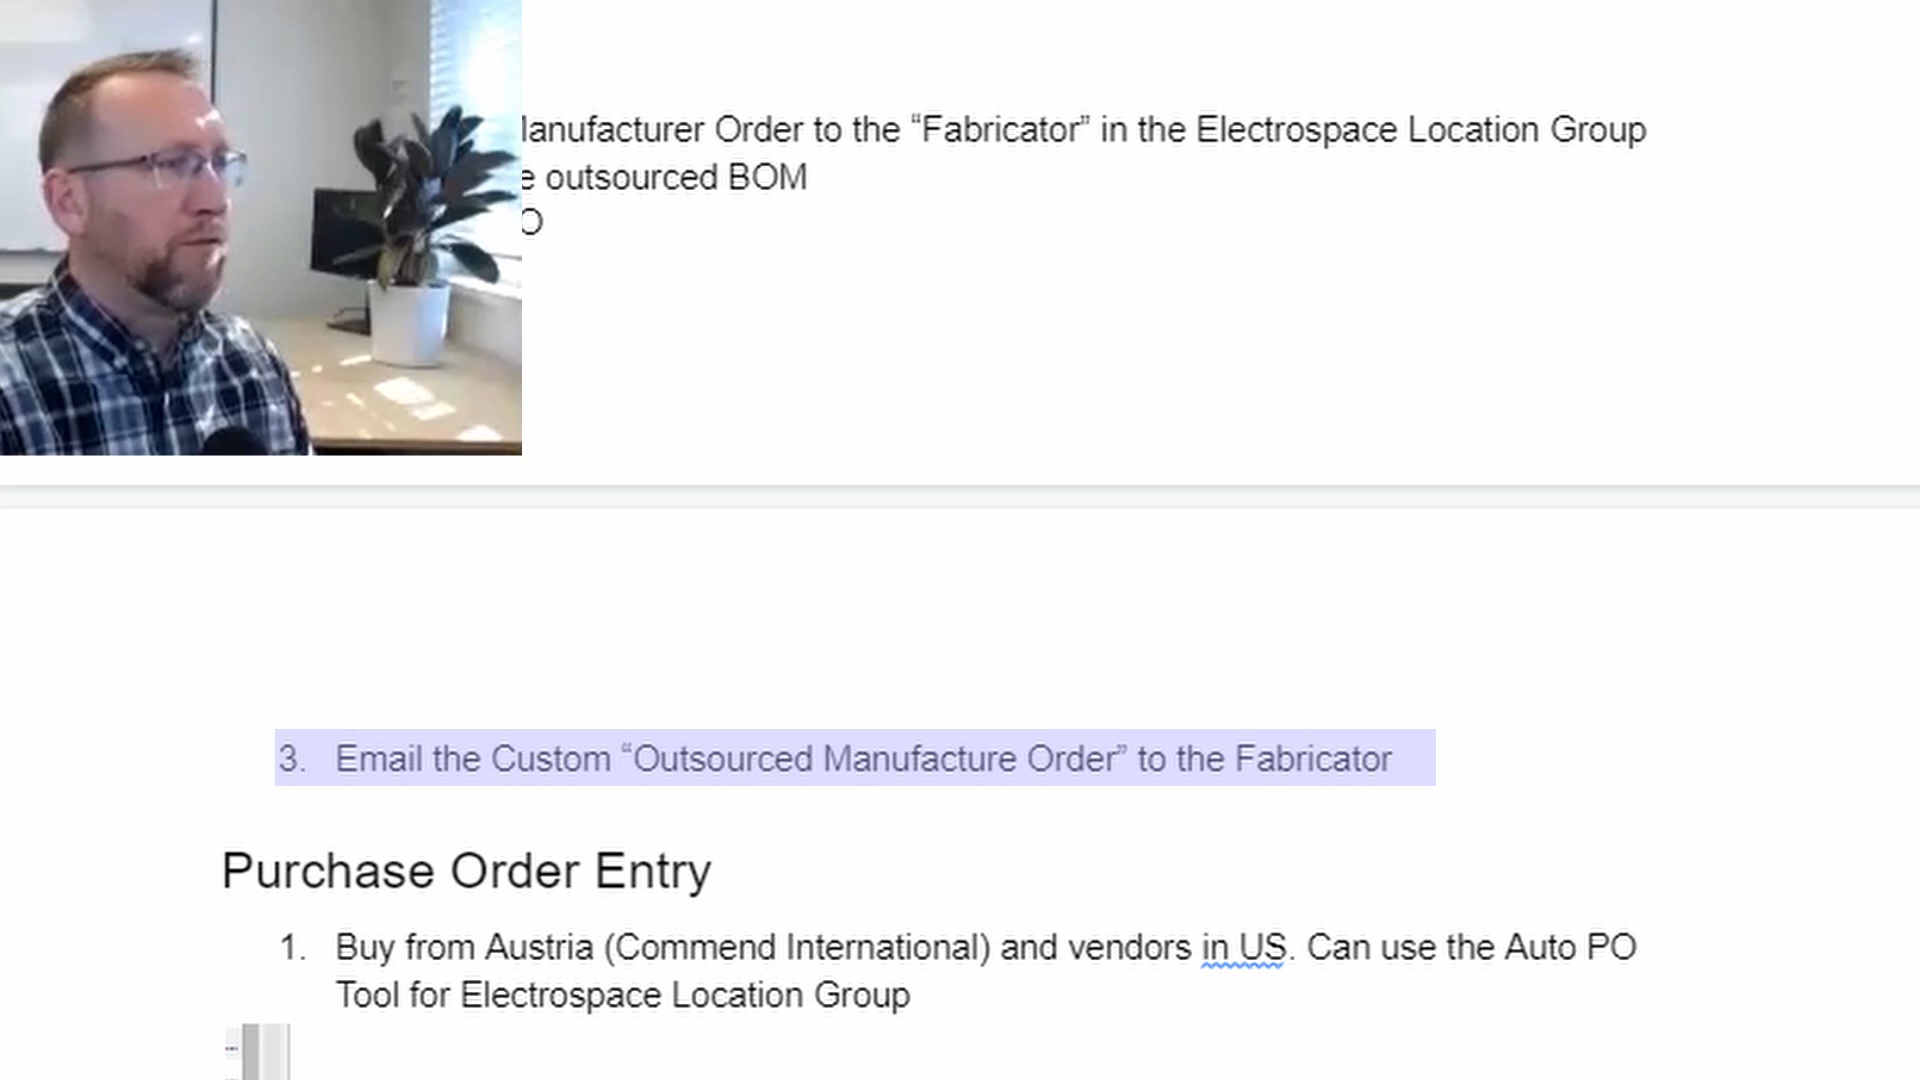 Manufacturer Order to the “Fabricator” in the Electrospace Location Group
outsourced BOM
3. Email the Custom “Outsourced Manufacture Order” to the Fabricator
Purchase Order Entry
1. Buy from Austria (Commend International) and vendors in US. Can use the Auto PO
Tool for Electrospace Location Group